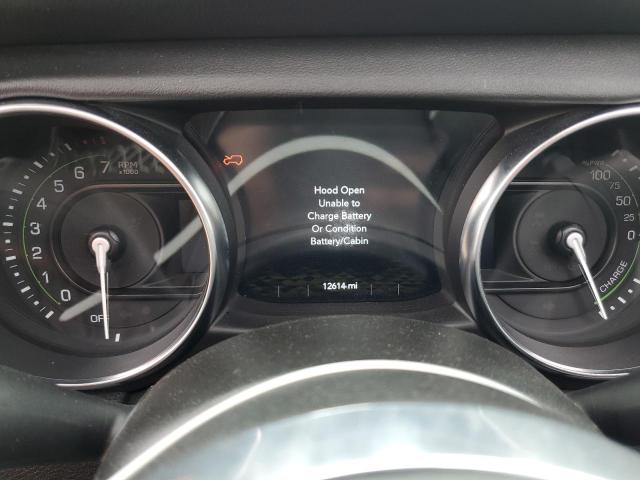 7
6
5
4
3
2
1
0
OFF
RPM
x1000
Hood Open
Unable to
Charge Battery
Or Condition
Battery/Cabin
12614 mi
%PWR
100
75
50
25
0
CHARGE